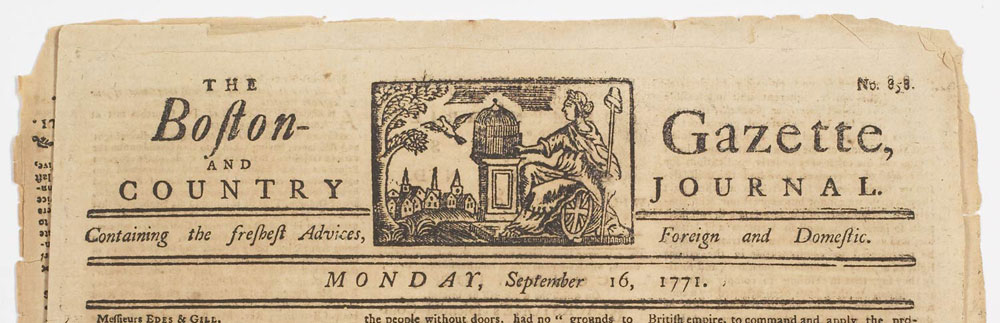 THE
No. 858.
Boſton- Gazette,
AND
COUNTRY JOURNAL.
Containing the freſheſt Advices, Foreign and Domeſtic.
MONDAY, September 16, 1771.
Meſſieurs EDES & GILL.
the people without doors, had no " grounds to
Britiſh empire, to command and apply the pro-